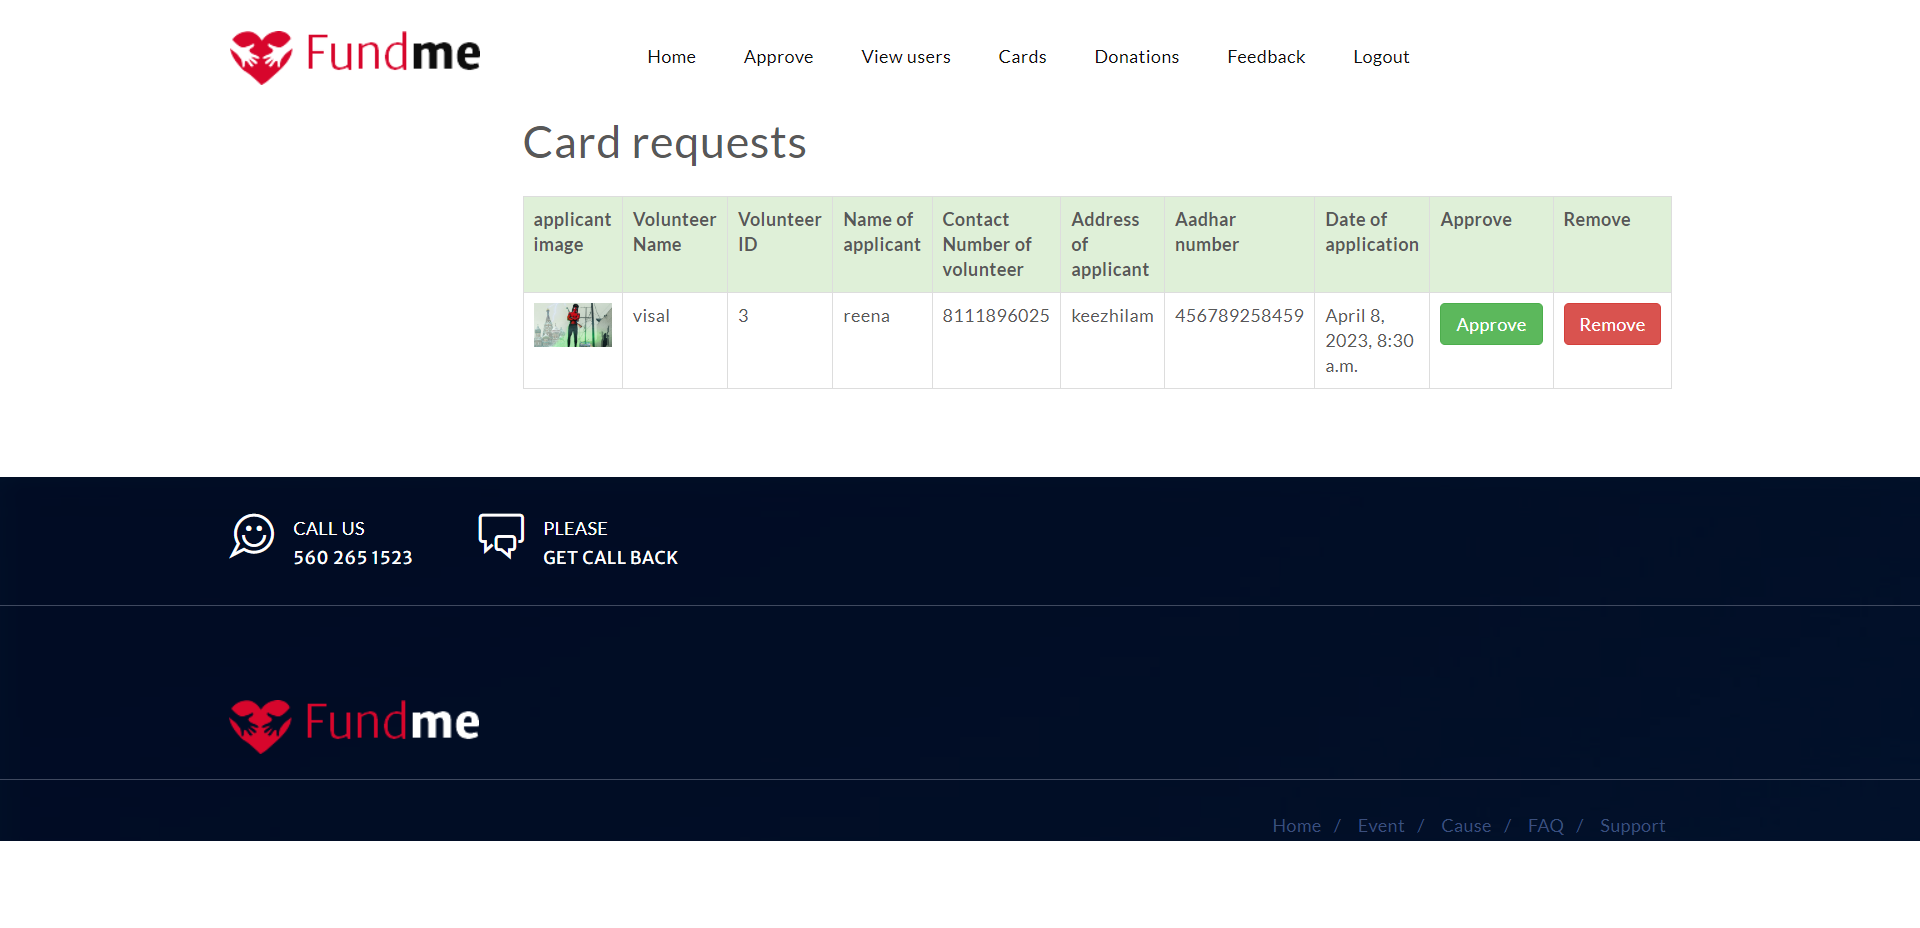 Fundme
Home Approve View users Cards Donations Feedback Logout
Card requests
applicant image Volunteer Name Volunteer ID Name of applicant Contact Number of volunteer Address of applicant Aadhar number Date of application Approve Remove
visal 3 reena 8111896025 keezhilam 456789258459 April 8, 2023, 8:30 a.m. Approve Remove
CALL US
560 265 1523
PLEASE
GET CALL BACK
Fundme
Home / Event / Cause / FAQ / Support